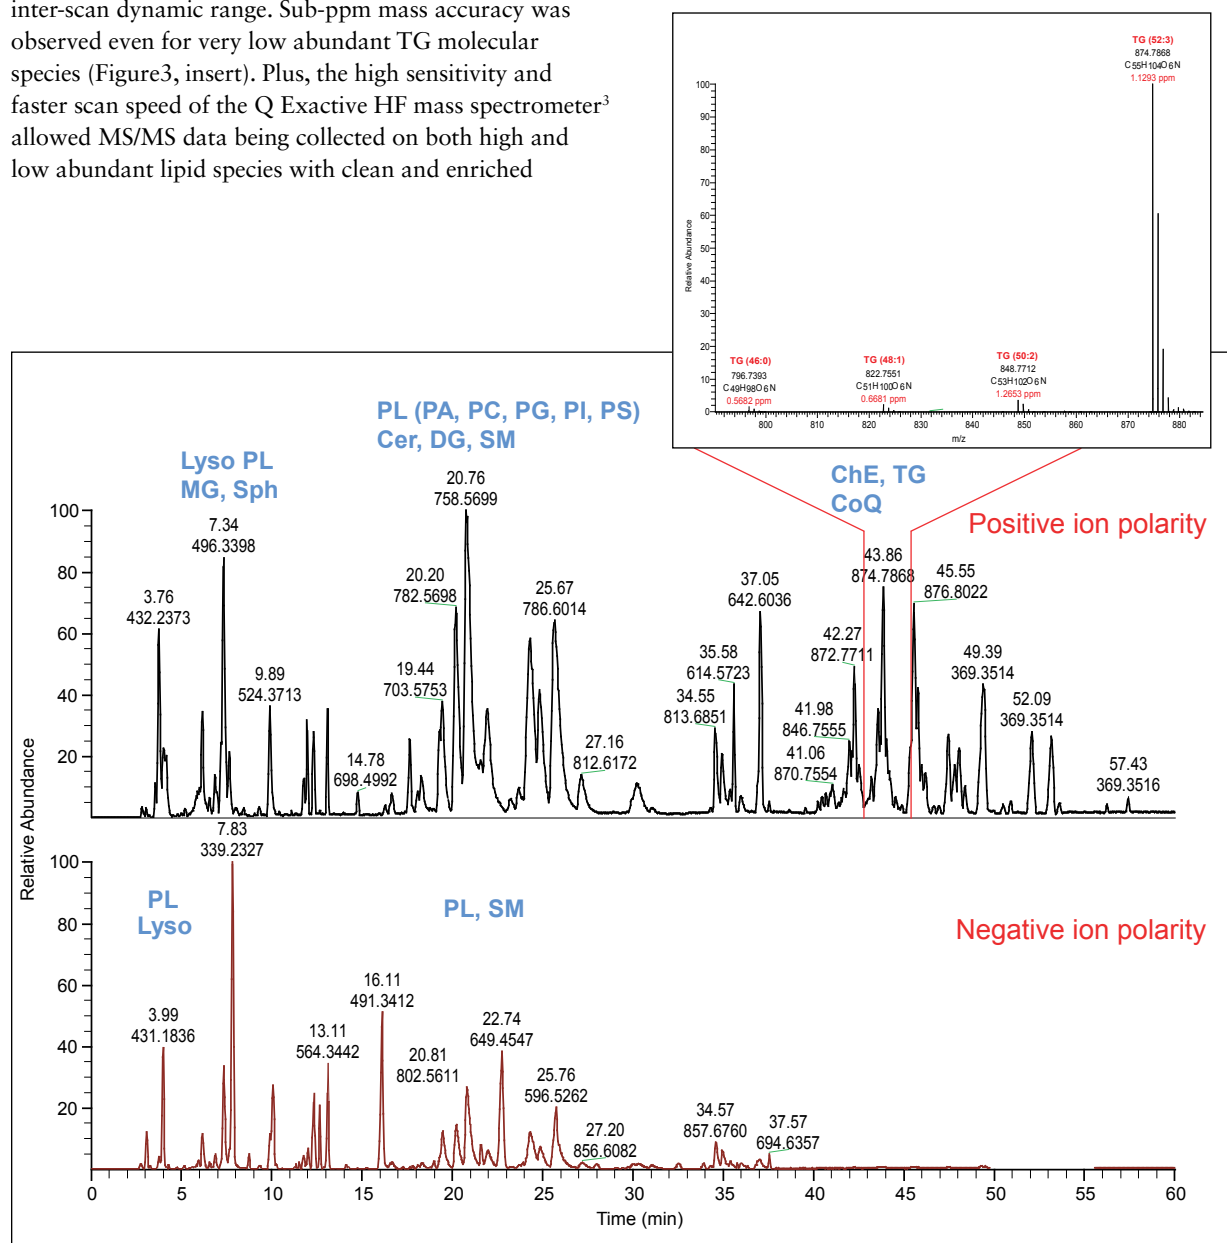 inter-scan dynamic range. Sub-ppm mass accuracy was
observed even for very low abundant TG molecular
species (Figure3, insert). Plus, the high sensitivity and
faster scan speed of the Q Exactive HF mass spectrometer³
allowed MS/MS data being collected on both high and
low abundant lipid species with clean and enriched
TG (52:3)
874.7868
C55H104O6N
1.1293 ppm
100
90
80
70
60
50
40
30
20
10
0
Relative Abundance
TG (46:0)
796.7393
C49H98O6N
0.5682 ppm
TG (48:1)
822.7551
C51H100O6N
0.6681 ppm
TG (50:2)
848.7712
C53H102O6N
1.2653 ppm
800 810 820 830 840 850 860 870 880
m/z
PL (PA, PC, PG, PI, PS)
Cer, DG, SM
Lyso PL
MG, Sph
ChE, TG
CoQ
Positive ion polarity
100
80
60
40
20
Relative Abundance
3.76
432.2373
7.34
496.3398
9.89
524.3713
14.78
698.4992
19.44
703.5753
20.20
782.5698
20.76
758.5699
25.67
786.6014
27.16
812.6172
34.55
813.6851
35.58
614.5723
37.05
642.6036
41.06
870.7554
41.98
846.7555
42.27
872.7711
43.86
874.7868
45.55
876.8022
49.39
369.3514
52.09
369.3514
57.43
369.3516
100
80
60
40
20
PL
Lyso
PL, SM
Negative ion polarity
3.99
431.1836
7.83
339.2327
13.11
564.3442
16.11
491.3412
20.81
802.5611
22.74
649.4547
25.76
596.5262
27.20
856.6082
34.57
857.6760
37.57
694.6357
0 5 10 15 20 25 30 35 40 45 50 55 60
Time (min)